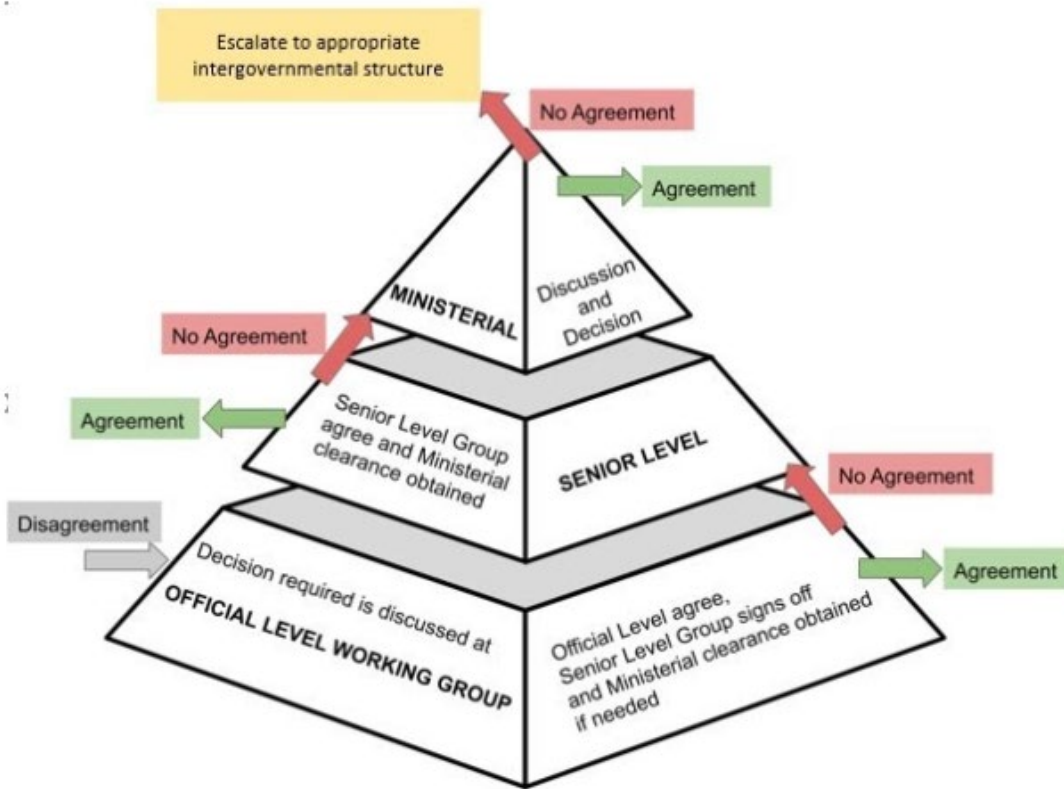 Escalate to appropriate
intergovernmental structure
No Agreement
Agreement
MINISTERIAL
Discussion
and
Decision
No Agreement
Agreement
Senior Level Group
agree and Ministerial
clearance obtained
SENIOR LEVEL
No Agreement
Disagreement
Decision required is discussed at
OFFICIAL LEVEL WORKING GROUP
Official Level agree,
Senior Level Group signs off
and Ministerial clearance obtained
if needed
Agreement